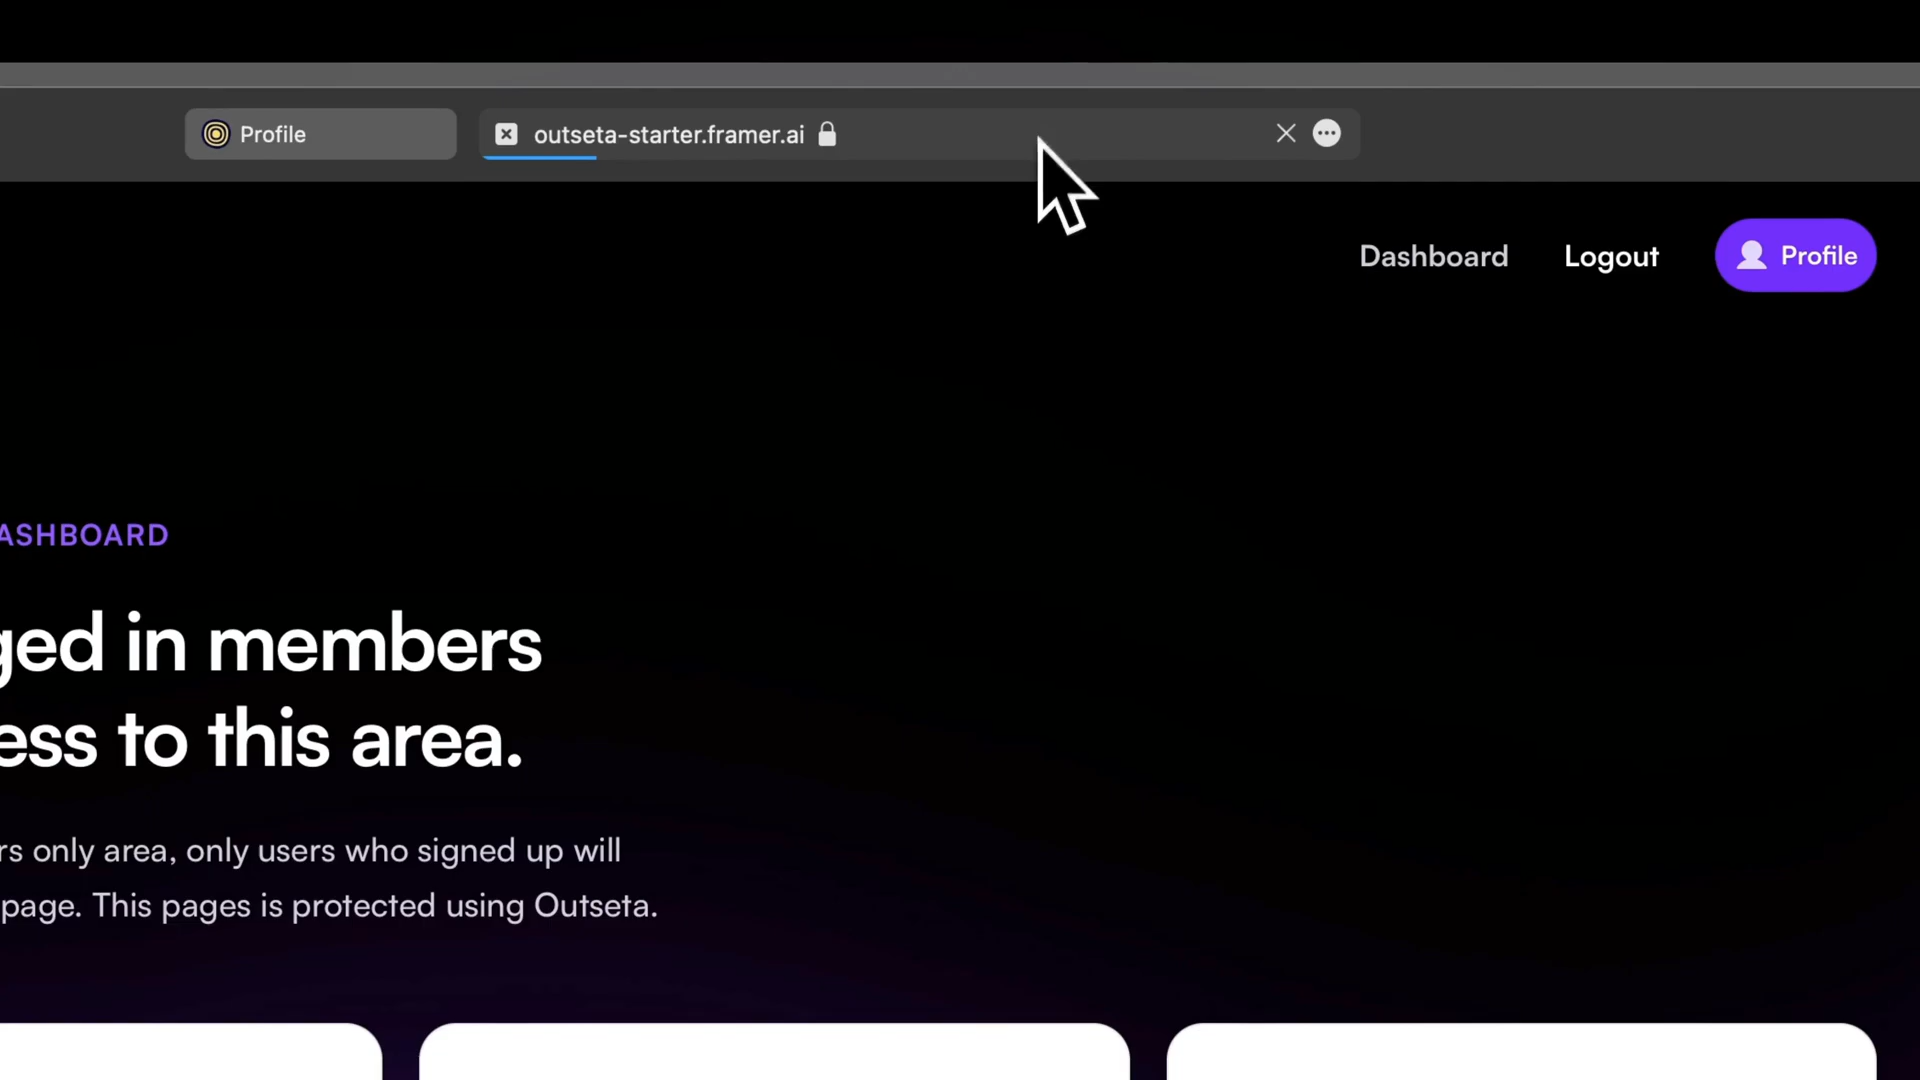 Profile
outseta-starter.framer.ai
Dashboard
Logout
Profile
ASHBOARD
ged in members
ess to this area.
rs only area, only users who signed up will
page. This pages is protected using Outseta.